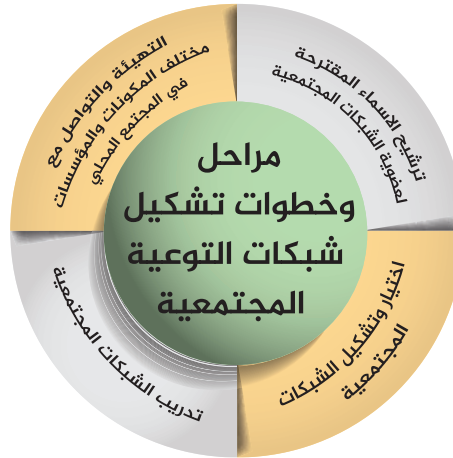 مراحل
وخطوات تشكيل
شبكات التوعية
المجتمعية
التهيئة والتواصل مع
مختلف المكونات والمؤسسات
في المجتمع المحلي
ترشيح الاسماء المقترحة
لعضوية الشبكات المجتمعية
اختيار وتشكيل الشبكات
المجتمعية
تدريب الشبكات المجتمعية